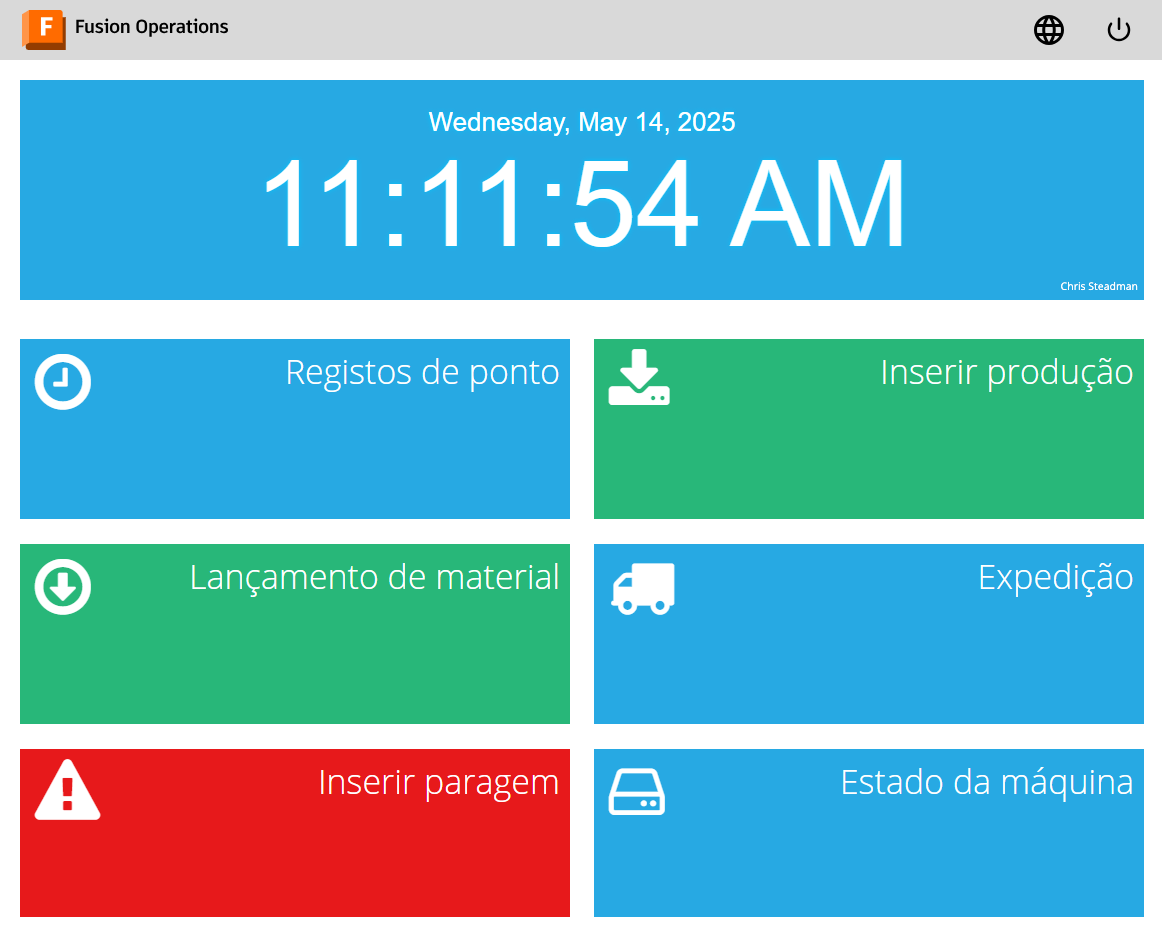 F Fusion Operations
Wednesday, May 14, 2025
11:11:54 AM
Chris Steadman
Registos de ponto
Inserir produção
Lançamento de material
Expedição
Inserir paragem
Estado da máquina